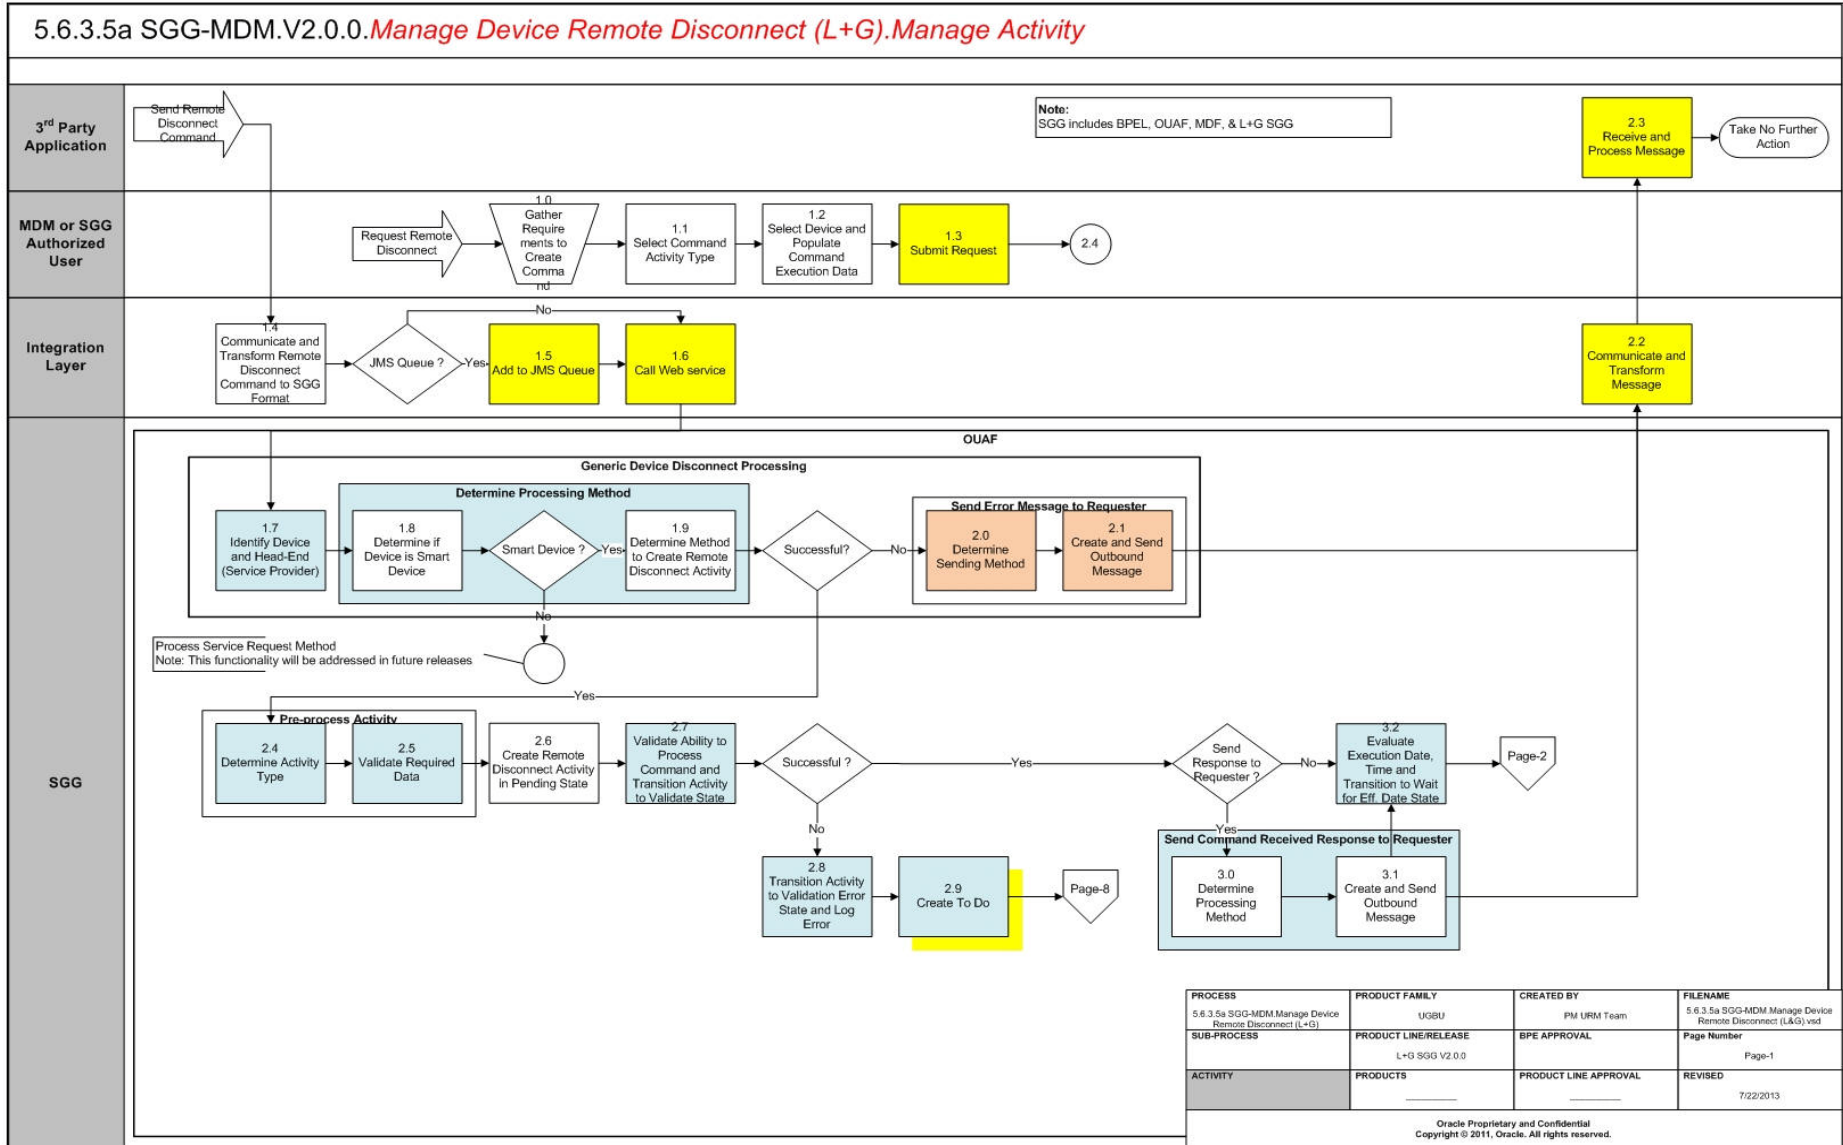 5.6.3.5a SGG-MDM.V2.0.0.Manage Device Remote Disconnect (L+G).Manage Activity
3rd Party
Application
Send Remote
Disconnect
Command
Note:
SGG includes BPEL, OUAF, MDF, & L+G SGG
2.3
Receive and
Process Message
Take No Further
Action
MDM or SGG
Authorized
User
Request Remote
Disconnect
1.0
Gather
Require
ments to
Create
Comma
nd
1.1
Select Command
Activity Type
1.2
Select Device and
Populate
Command
Execution Data
1.3
Submit Request
2.4
Integration
Layer
1.4
Communicate and
Transform Remote
Disconnect
Command to SGG
Format
JMS Queue ?
No
Yes
1.5
Add to JMS Queue
1.6
Call Web service
2.2
Communicate and
Transform
Message
SGG
OUAF
Generic Device Disconnect Processing
Determine Processing Method
1.7
Identify Device
and Head-End
(Service Provider)
1.8
Determine if
Device is Smart
Device
Smart Device ?
Yes
1.9
Determine Method
to Create Remote
Disconnect Activity
Successful?
No
Send Error Message to Requester
2.0
Determine
Sending Method
2.1
Create and Send
Outbound
Message
No
Process Service Request Method
Note: This functionality will be addressed in future releases
Yes
Pre-process Activity
2.4
Determine Activity
Type
2.5
Validate Required
Data
2.6
Create Remote
Disconnect Activity
in Pending State
2.7
Validate Ability to
Process
Command and
Transition Activity
to Validate State
Successful ?
Yes
Send
Response to
Requester ?
No
3.2
Evaluate
Execution Date,
Time and
Transition to Wait
for Eff. Date State
Page-2
No
Yes
Send Command Received Response to Requester
2.8
Transition Activity
to Validation Error
State and Log
Error
2.9
Create To Do
Page-8
3.0
Determine
Processing
Method
3.1
Create and Send
Outbound
Message
PROCESS
5.6.3.5a SGG-MDM.Manage Device
Remote Disconnect (L+G)
PRODUCT FAMILY
UGBU
CREATED BY
PM URM Team
FILENAME
5.6.3.5a SGG-MDM.Manage Device
Remote Disconnect (L&G).vsd
SUB-PROCESS
PRODUCT LINE/RELEASE
L+G SGG V2.0.0
BPE APPROVAL
Page Number
Page-1
ACTIVITY
PRODUCTS
PRODUCT LINE APPROVAL
REVISED
7/22/2013
Oracle Proprietary and Confidential
Copyright © 2011, Oracle. All rights reserved.